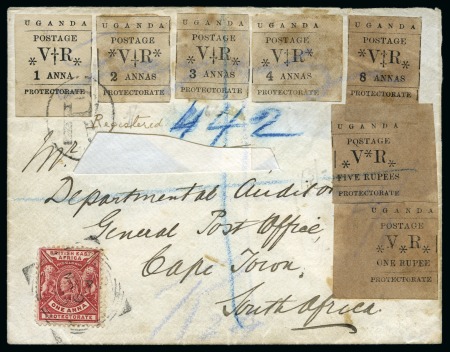 UGANDA
POSTAGE
V†R
1 ANNA
PROTECTORATE
UGANDA
POSTAGE
*V†R*
2 ANNAS
PROTECTORATE
UGANDA
POSTAGE
*V†R*
3 ANNAS
PROTECTORATE
UGANDA
POSTAGE
*V†R*
4 ANNAS
PROTECTORATE
UGANDA
POSTAGE
*V†R*
8 ANNAS
PROTECTORATE
Registered
442
UGANDA
POSTAGE
V*R
FIVE RUPEES
PROTECTORATE
UGANDA
POSTAGE
*V*R*
ONE RUPEE
PROTECTORATE
Departmental Auditor
General Post Office,
Cape Town,
South Africa
BRITISH EAST
AFRICA
ONE ANNA
PROTECTORATE